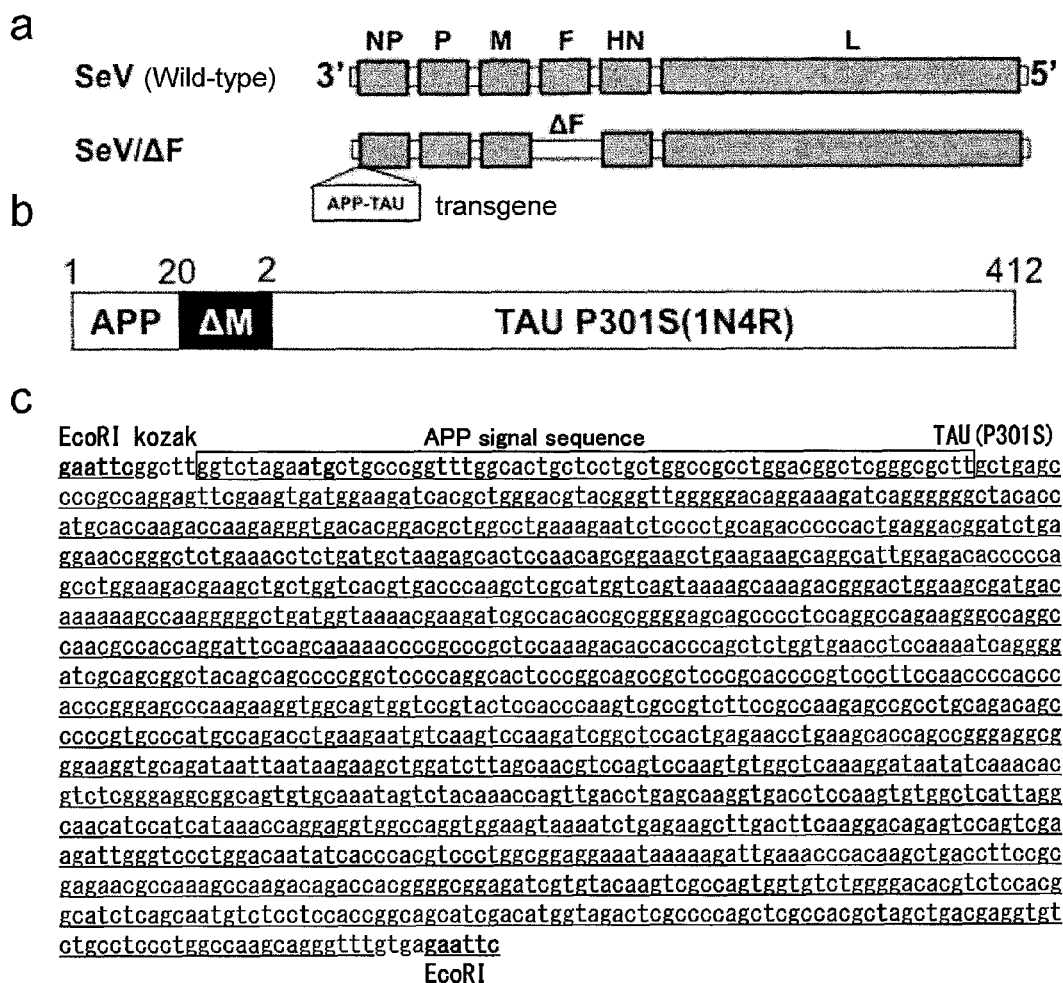 a
NP P M F HN L
SeV (Wild-type) 3' 5'
ΔF
SeV/ΔF
APP-TAU transgene
b
1 20 2 412
APP ΔM TAU P301S(1N4R)
c
EcoRI kozak APP signal sequence TAU(P301S)
gaattcggcttggtctagaatgctgcccggtttggcactgctcctgctggccgcctggacggctcgggcgcttgctgagc
cccgccaggagttcgaagtgatggaagatcacgctgggacgtacgggttgggggacaggaaagatcaggggggctacacc
atgcaccaagaccaagagggtgacacggacgctggcctgaaagaatctcccctgcagacccccactgaggacggatctga
ggaaccgggctctgaaacctctgatgctaagagcactccaacagcggaagctgaagaagcaggcattggagacaccccca
gcctggaagacgaagctgctggtcacgtgacccaagctcgcatggtcagtaaaagcaaagacgggactggaagcgatgac
aaaaaagccaagggggctgatggtaaaacgaagatcgccacaccgcggggagcagcccctccaggccagaagggccaggc
caacgccaccaggattccagcaaaaaccccgcccgctccaaagacaccacccagctctggtgaacctccaaaatcagggg
atcgcagcggctacagcagccccggctccccaggcactcccggcagccgctcccgcaccccgtcccttccaaccccaccc
acccgggagcccaagaaggtggcagtggtccgtactccacccaagtcgccgtcttccgccaagagccgcctgcagacagc
ccccgtgcccatgccagacctgaagaatgtcaagtccaagatcggctccactgagaacctgaagcaccagccgggaggcg
ggaaggtgcagataattaataagaagctggatcttagcaacgtccagtccaagtgtggctcaaaggataatatcaaacac
gtctcgggaggcggcagtgtgcaaatagtctacaaaccagttgacctgagcaaggtgacctccaagtgtggctcattagg
caacatccatcataaaccaggaggtggccaggtggaagtaaaatctgagaagcttgacttcaaggacagagtccagtcga
agattgggtccctggacaatatcacccacgtccctggcggaggaaataaaaagattgaaacccacaagctgaccttccgc
gagaacgccaaagccaagacagaccacggggcggagatcgtgtacaagtcgccagtggtgtctggggacacgtctccacg
gcatctcagcaatgtctcctccaccggcagcatcgacatggtagactcgccccagctcgccacgctagctgacgaggtgt
ctgcctccctggccaagcagggtttgtgagaattc
EcoRI